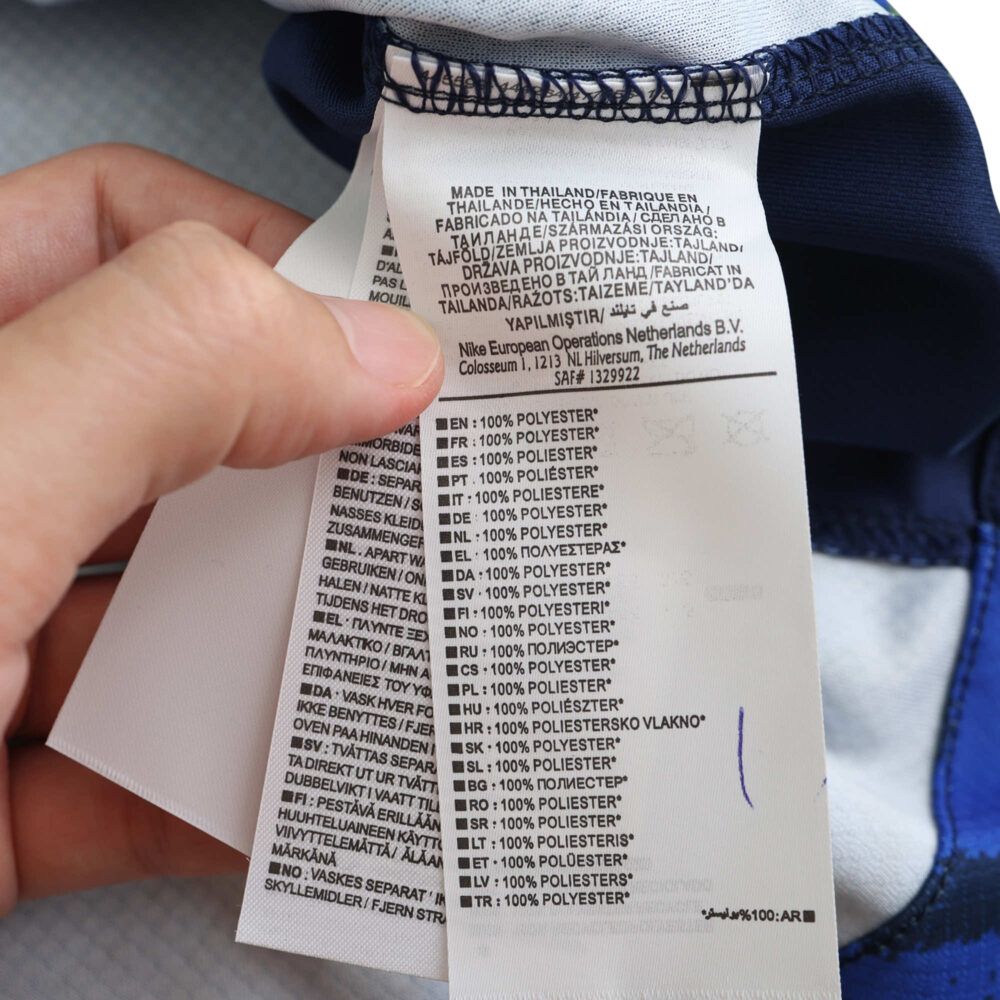 MADE IN THAILAND/FABRIQUE EN
THAILANDE/HECHO EN TAILANDIA/
FABRICADO NA TAILÂNDIA/СДЕЛАНО В
ТАИЛАНДЕ/SZÁRMAZÁSI ORSZÁG:
TÁJFÖLD/ZEMLJA PROIZVODNJE:TAJLAND/
DRŽAVA PROIZVODNJE:TAJLAND/
ПРОИЗВЕДЕНО В ТАЙ ЛАНД/FABRICAT IN
TAILANDA/RAŽOTS:TAIZEME/TAYLAND'DA
YAPILMIŞTIR/ صنع في تايلند
Nike European Operations Netherlands B.V.
Colosseum 1, 1213 NL Hilversum, The Netherlands
SAF# 1329922
EN : 100% POLYESTER*
FR : 100% POLYESTER*
ES : 100% POLYESTER*
PT . 100% POLIÉSTER*
IT : 100% POLIESTERE*
DE : 100% POLYESTER*
NL : 100% POLYESTER*
EL : 100% ΠΟΛΥΕΣΤΕΡΑΣ*
DA : 100% POLYESTER*
SV : 100% POLYESTER*
FI : 100% POLYESTERI*
NO : 100% POLYESTER*
RU : 100% ПОЛИЭСТЕР*
CS : 100% POLYESTER*
PL : 100% POLYESTER*
HU : 100% POLIÉSZTER*
HR : 100% POLIESTERSKO VLAKNO*
SK : 100% POLYESTER*
SL : 100% POLIESTER*
BG : 100% ПОЛИЕСТЕР*
RO : 100% POLIESTER*
SR : 100% POLIESTER*
LT : 100% POLIESTERIS*
ET : 100% POLÜESTER*
LV : 100% POLIESTERS*
TR : 100% POLYESTER*
AR:100%بوليستر*
D'AL
PAS L
MOUIL
NON LASCIA
DE : SEPAR
BENUTZEN / S
NASSES KLEID
ZUSAMMENGE
NL . APART WA
GEBRUIKEN / ON
HALEN / NATTE K
TIJDENS HET DRO
EL · ΠΛΥΝΤΕ ΞΕΧ
ΜΑΛΑΚΤΙΚΟ / ΒΓΑΛ
ΠΛΥΝΤΗΡΙΟ / ΜΗΝ Α
ΕΠΙΦΑΝΕΙΕΣ ΤΟΥ ΥΦ
DA · VASK HVER FO
IKKE BENYTTES / FJER
OVEN PAA HINANDEN I
SV : TVÄTTAS SEPAR
TA DIREKT UT UR TVÄTT
DUBBELVIKT I VAATT TIL
FI : PESTÄVÄ ERILLÄÄN
HUUHTELUAINEEN KÄYTTÖ
VIIVYTTELEMÄTTÄ / ÄLÄ
MÄRKÄNÄ
NO : VASKES SEPARAT / IK
SKYLLEMIDLER / FJERN STRA